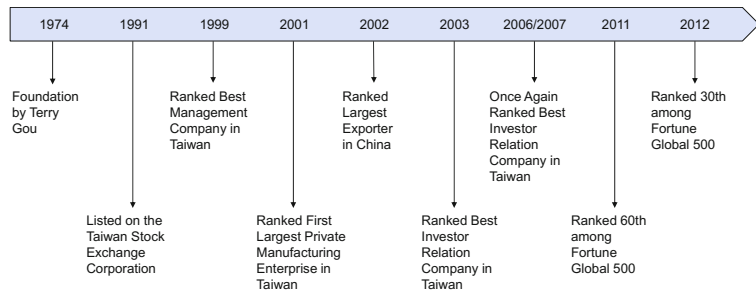 1974 1991 1999 2001 2002 2003 2006/2007 2011 2012
Foundation
by Terry
Gou
Listed on the
Taiwan Stock
Exchange
Corporation
Ranked Best
Management
Company in
Taiwan
Ranked First
Largest Private
Manufacturing
Enterprise in
Taiwan
Ranked
Largest
Exporter
in China
Ranked Best
Investor
Relation
Company in
Taiwan
Once Again
Ranked Best
Investor
Relation
Company in
Taiwan
Ranked 60th
among
Fortune
Global 500
Ranked 30th
among
Fortune
Global 500